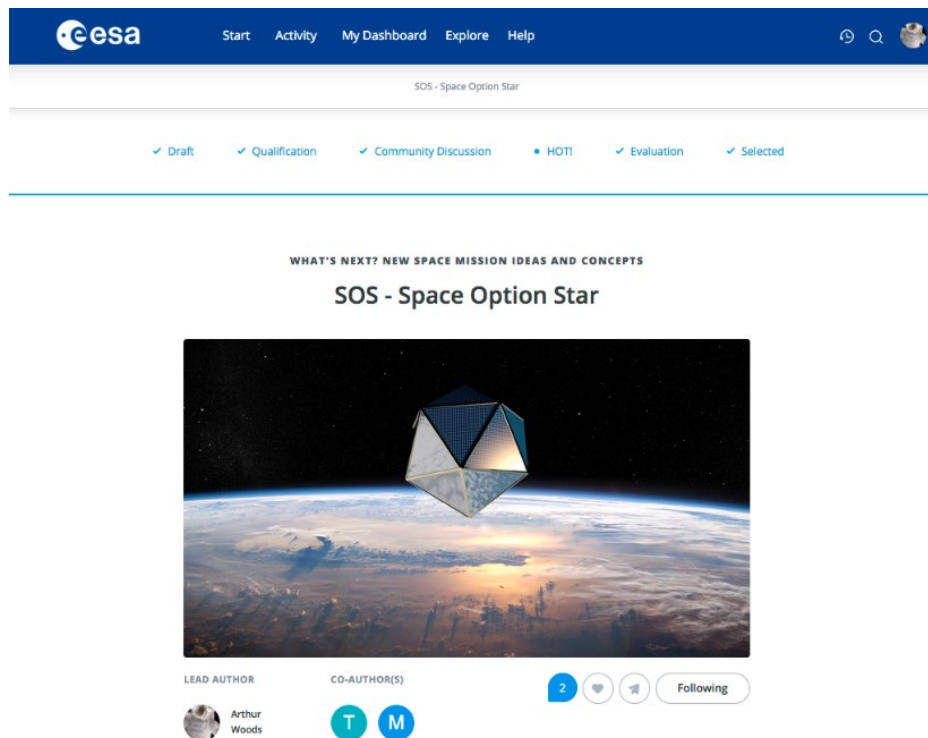 esa
Start Activity My Dashboard Explore Help
SOS - Space Option Star
Draft Qualification Community Discussion HOT! Evaluation Selected
WHAT'S NEXT? NEW SPACE MISSION IDEAS AND CONCEPTS
SOS - Space Option Star
LEAD AUTHOR CO-AUTHOR(S)
2 Following
Arthur
Woods
T M